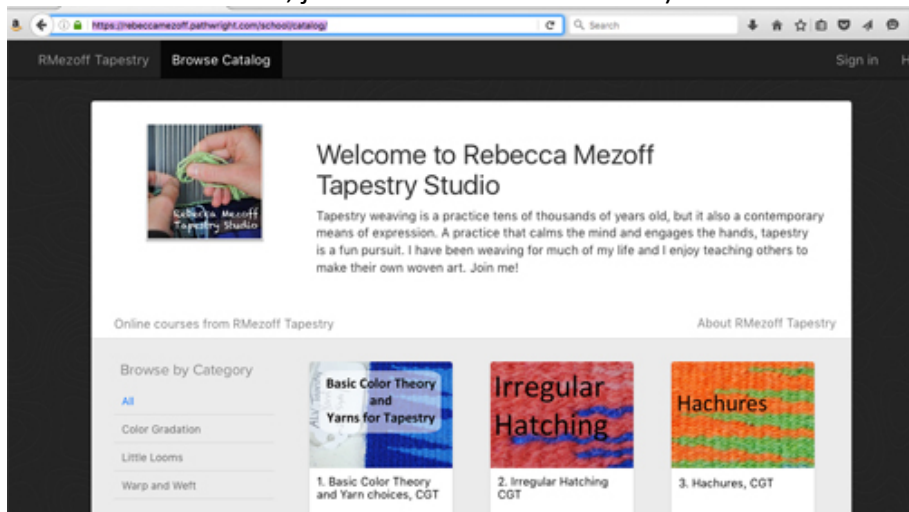 https://rebeccamezoff.pathwright.com/school/catalog/
Search
RMezoff Tapestry
Browse Catalog
Sign in
H
Rebecca Mezoff
Tapestry Studio
Welcome to Rebecca Mezoff
Tapestry Studio
Tapestry weaving is a practice tens of thousands of years old, but it also a contemporary
means of expression. A practice that calms the mind and engages the hands, tapestry
is a fun pursuit. I have been weaving for much of my life and I enjoy teaching others to
make their own woven art. Join me!
Online courses from RMezoff Tapestry
About RMezoff Tapestry
Browse by Category
All
Color Gradation
Little Looms
Warp and Weft
Basic Color Theory
and
Yarns for Tapestry
1. Basic Color Theory
and Yarn choices, CGT
Irregular
Hatching
2. Irregular Hatching
CGT
Hachures
3. Hachures, CGT